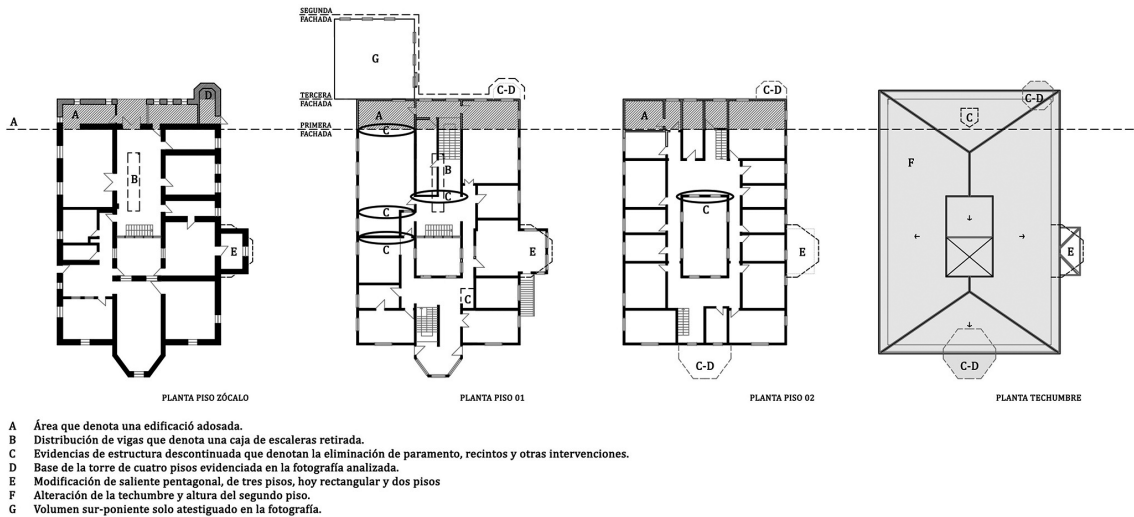 SEGUNDA
FACHADA
G
TERCERA
FACHADA
C-D
C-D
D
C-D
A
A
A
C
A
PRIMERA
FACHADA
C
F
B
B
C
C
C
C
E
E
E
E
C
C-D
C-D
PLANTA PISO ZÓCALO
PLANTA PISO 01
PLANTA PISO 02
PLANTA TECHUMBRE
A Área que denota una edificació adosada.
B Distribución de vigas que denota una caja de escaleras retirada.
C Evidencias de estructura descontinuada que denotan la eliminación de paramento, recintos y otras intervenciones.
D Base de la torre de cuatro pisos evidenciada en la fotografía analizada.
E Modificación de saliente pentagonal, de tres pisos, hoy rectangular y dos pisos
F Alteración de la techumbre y altura del segundo piso.
G Volumen sur-poniente solo atestiguado en la fotografía.